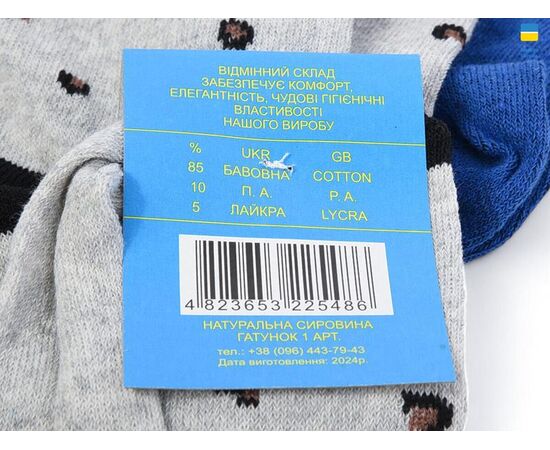 ВІДМІННИЙ СКЛАД
ЗАБЕЗПЕЧУЄ КОМФОРТ,
ЕЛЕГАНТНІСТЬ, ЧУДОВІ ГІГІЄНІЧНІ
ВЛАСТИВОСТІ
НАШОГО ВИРОБУ
% UKR GB
85 БАВОВНА COTTON
10 П. А. P. A.
5 ЛАЙКРА LYCRA
4 823653 225486
НАТУРАЛЬНА СИРОВИНА
ГАТУНОК 1 АРТ.
тел.: +38 (096) 443-79-43
Дата виготовлення: 2024р.